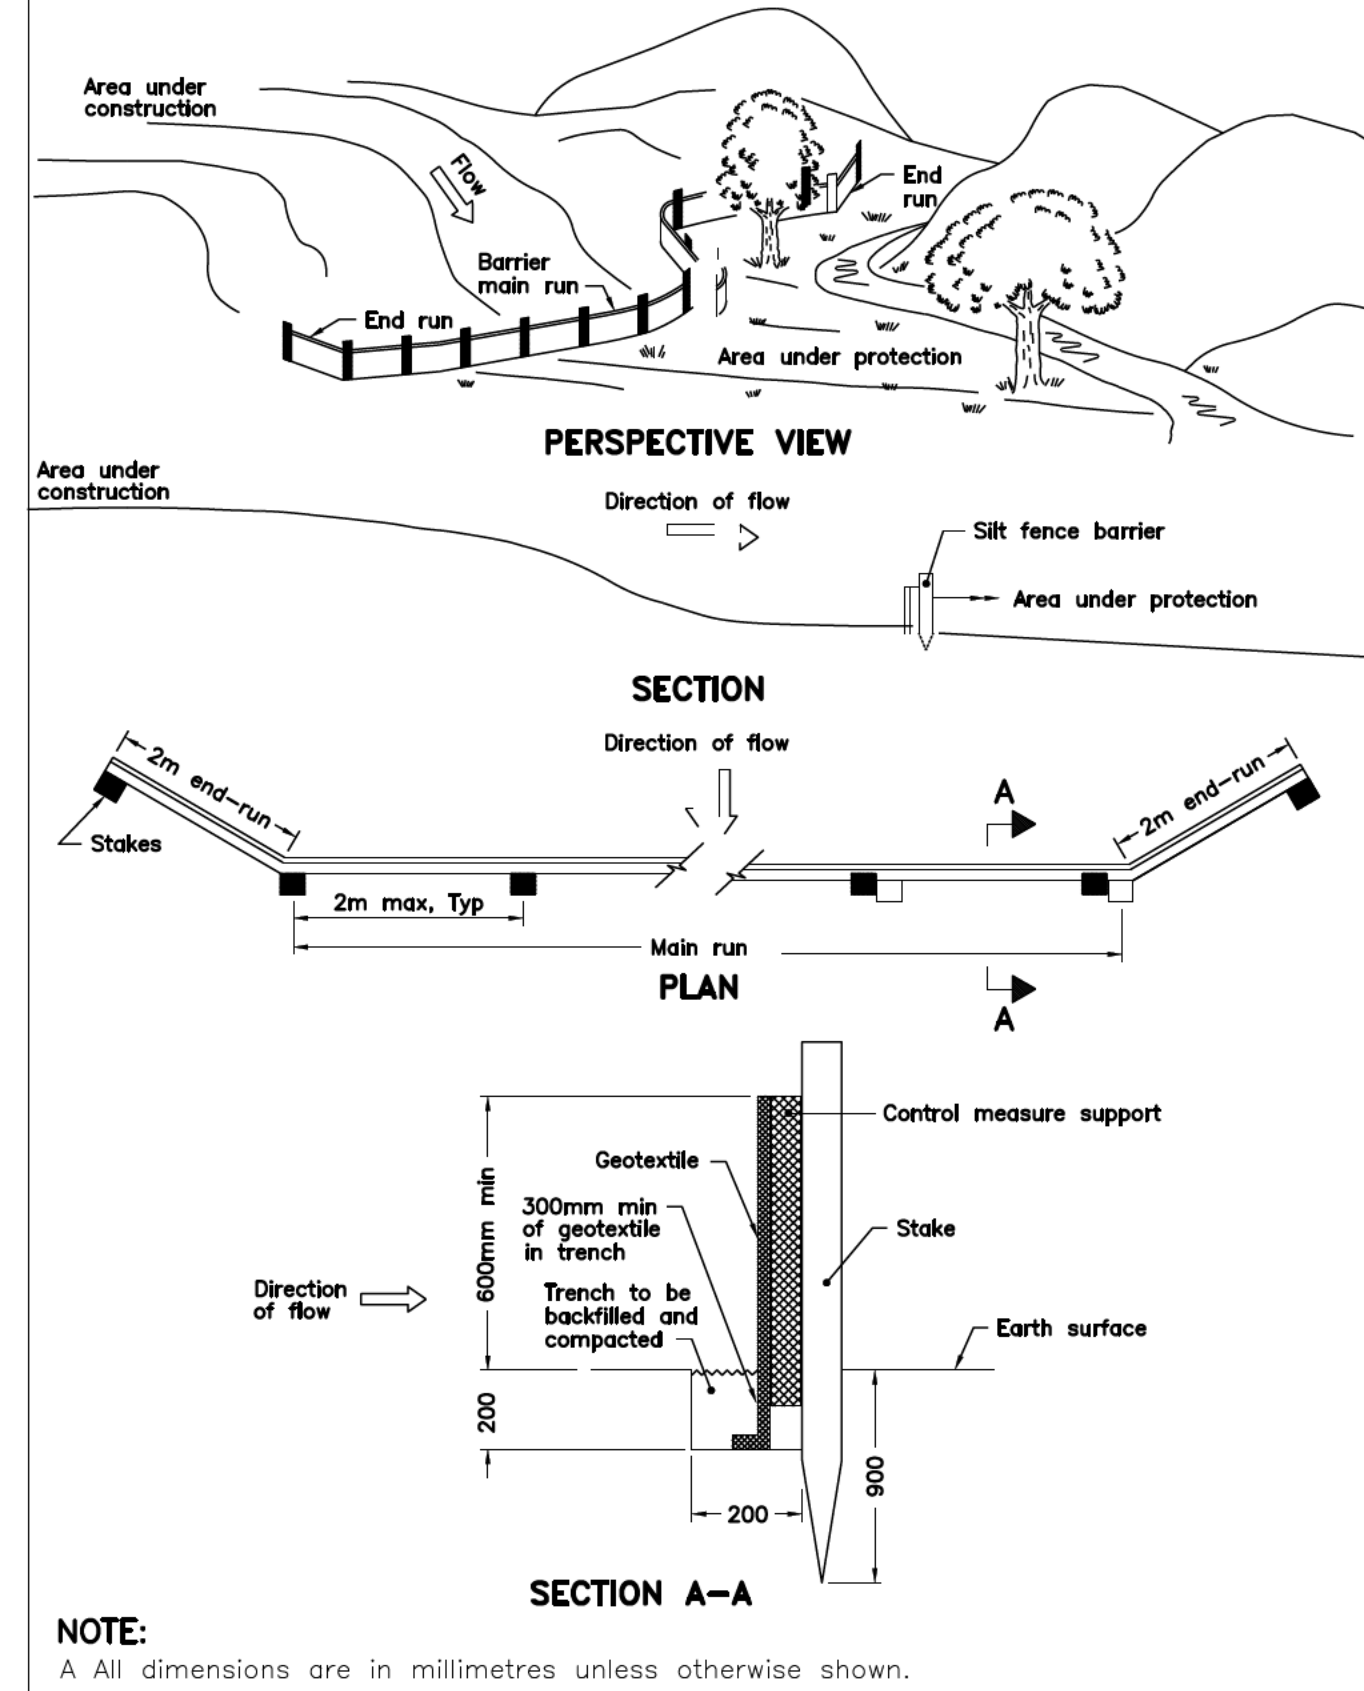 Area under
construction
Flow
End
run
Barrier
main run
End run
Area under protection
PERSPECTIVE VIEW
Area under
construction
Direction of flow
Silt fence barrier
Area under protection
SECTION
Direction of flow
2m end-run
A
2m end-run
Stakes
2m max, Typ
Main run
PLAN
A
Control measure support
Geotextile
600mm min
300mm min
of geotextile
in trench
Stake
Direction
of flow
Trench to be
backfilled and
compacted
Earth surface
200
900
200
SECTION A-A
NOTE:
A All dimensions are in millimetres unless otherwise shown.